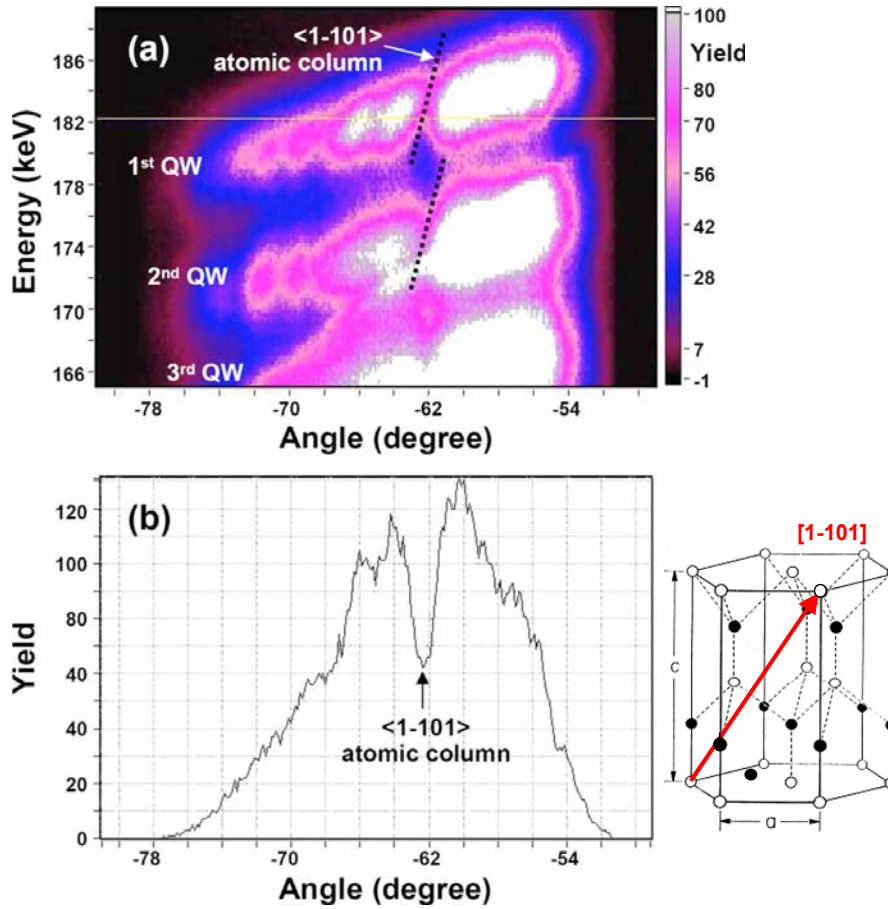 (a)
<1-101>
atomic column
Energy (keV)
186
182
178
174
170
166
1st QW
2nd QW
3rd QW
-78 -70 -62 -54
Angle (degree)
100
Yield
80
70
56
42
28
7
-1
(b)
Yield
120
100
80
60
40
20
0
<1-101>
atomic column
-78 -70 -62 -54
Angle (degree)
[1-101]
c
a